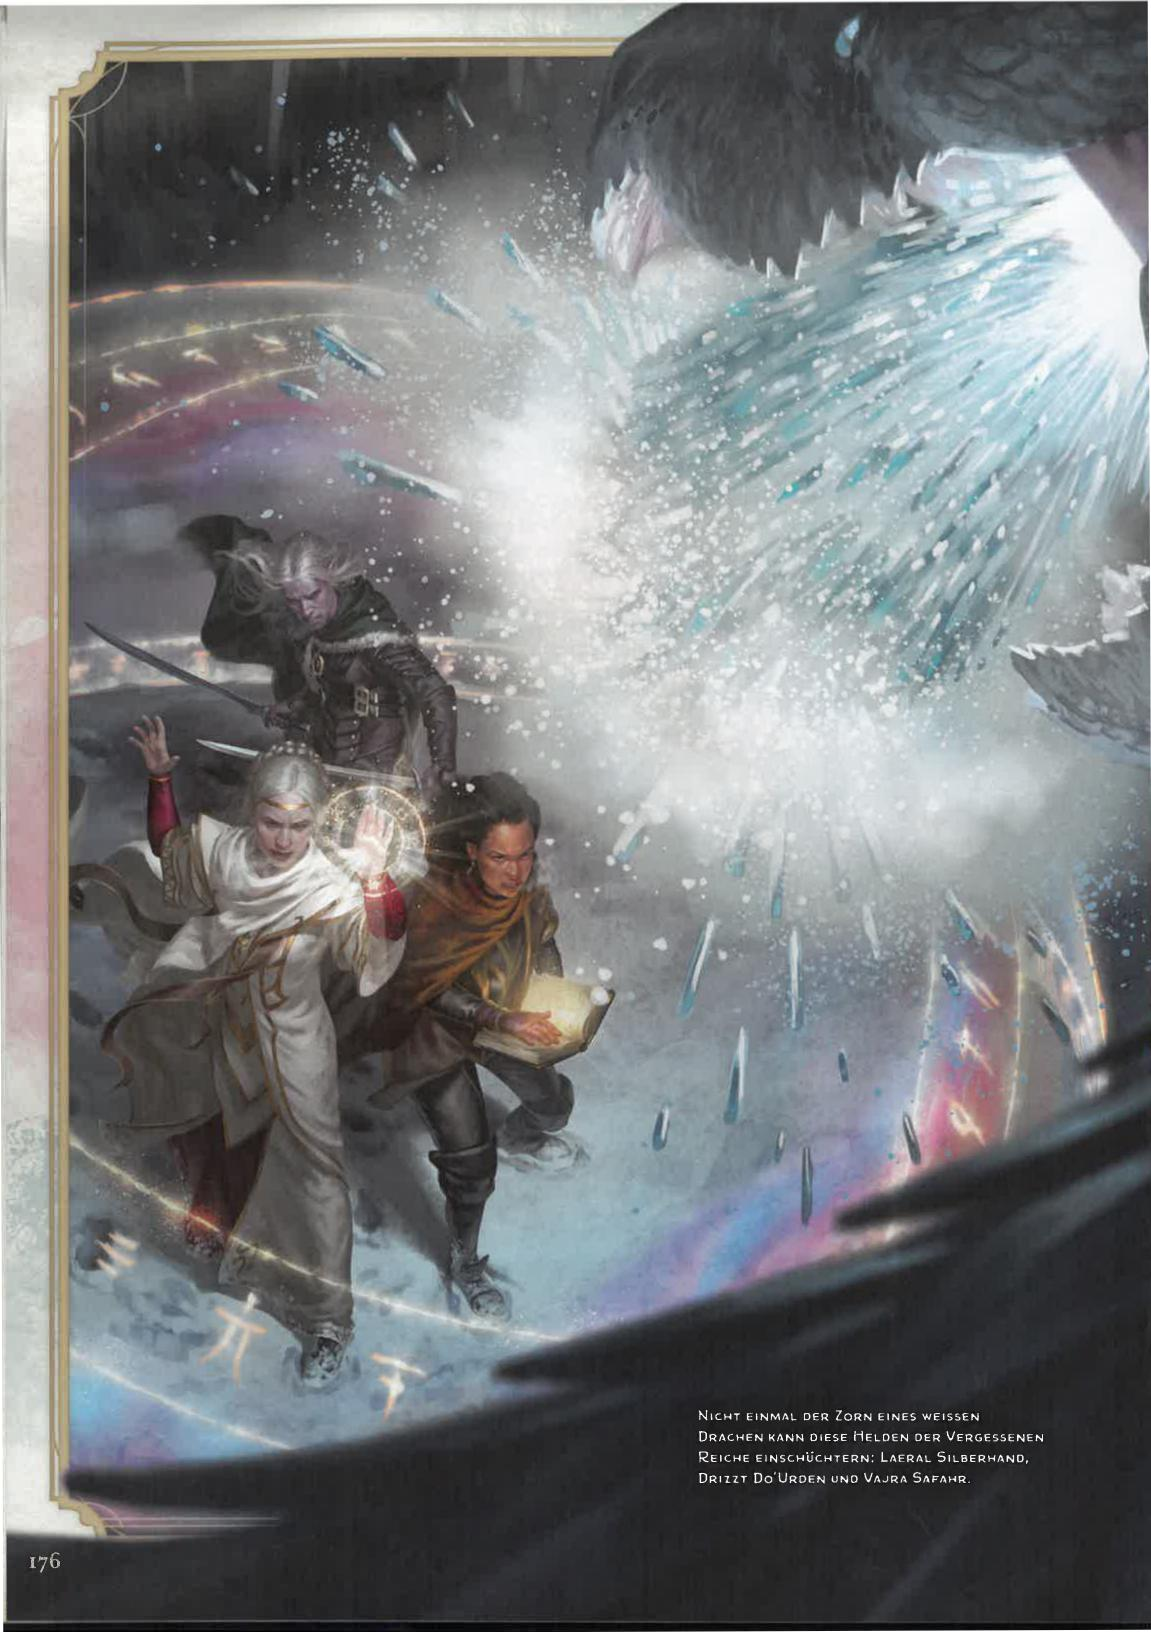 Nicht einmal der Zorn eines weissen
Drachen kann diese Helden der Vergessenen
Reiche einschüchtern: Laeral Silberhand,
Drizzt Do'Urden und Vajra Safahr.
176